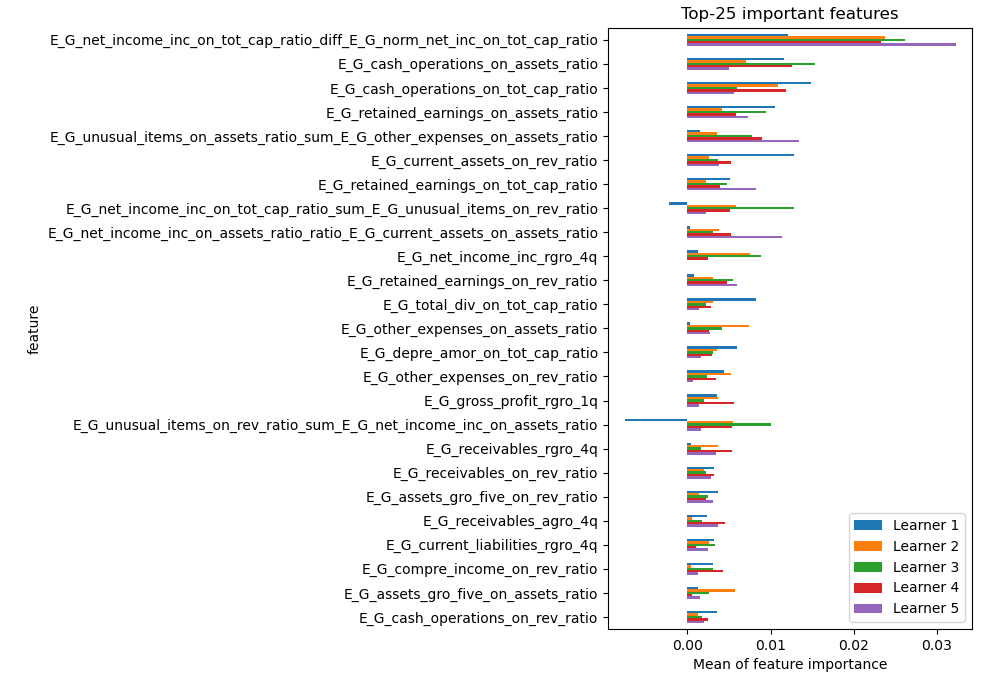 Top-25 important features
E_G_net_income_inc_on_tot_cap_ratio_diff_E_G_norm_net_inc_on_tot_cap_ratio
E_G_cash_operations_on_assets_ratio
E_G_cash_operations_on_tot_cap_ratio
E_G_retained_earnings_on_assets_ratio
E_G_unusual_items_on_assets_ratio_sum_E_G_other_expenses_on_assets_ratio
E_G_current_assets_on_rev_ratio
E_G_retained_earnings_on_tot_cap_ratio
E_G_net_income_inc_on_tot_cap_ratio_sum_E_G_unusual_items_on_rev_ratio
E_G_net_income_inc_on_assets_ratio_ratio_E_G_current_assets_on_assets_ratio
E_G_net_income_inc_rgro_4q
E_G_retained_earnings_on_rev_ratio
E_G_total_div_on_tot_cap_ratio
E_G_other_expenses_on_assets_ratio
E_G_depre_amor_on_tot_cap_ratio
E_G_other_expenses_on_rev_ratio
E_G_gross_profit_rgro_1q
E_G_unusual_items_on_rev_ratio_sum_E_G_net_income_inc_on_assets_ratio
E_G_receivables_rgro_4q
E_G_receivables_on_rev_ratio
E_G_assets_gro_five_on_rev_ratio
E_G_receivables_agro_4q
E_G_current_liabilities_rgro_4q
E_G_compre_income_on_rev_ratio
E_G_assets_gro_five_on_assets_ratio
E_G_cash_operations_on_rev_ratio
feature
Learner 1
Learner 2
Learner 3
Learner 4
Learner 5
0.00 0.01 0.02 0.03
Mean of feature importance